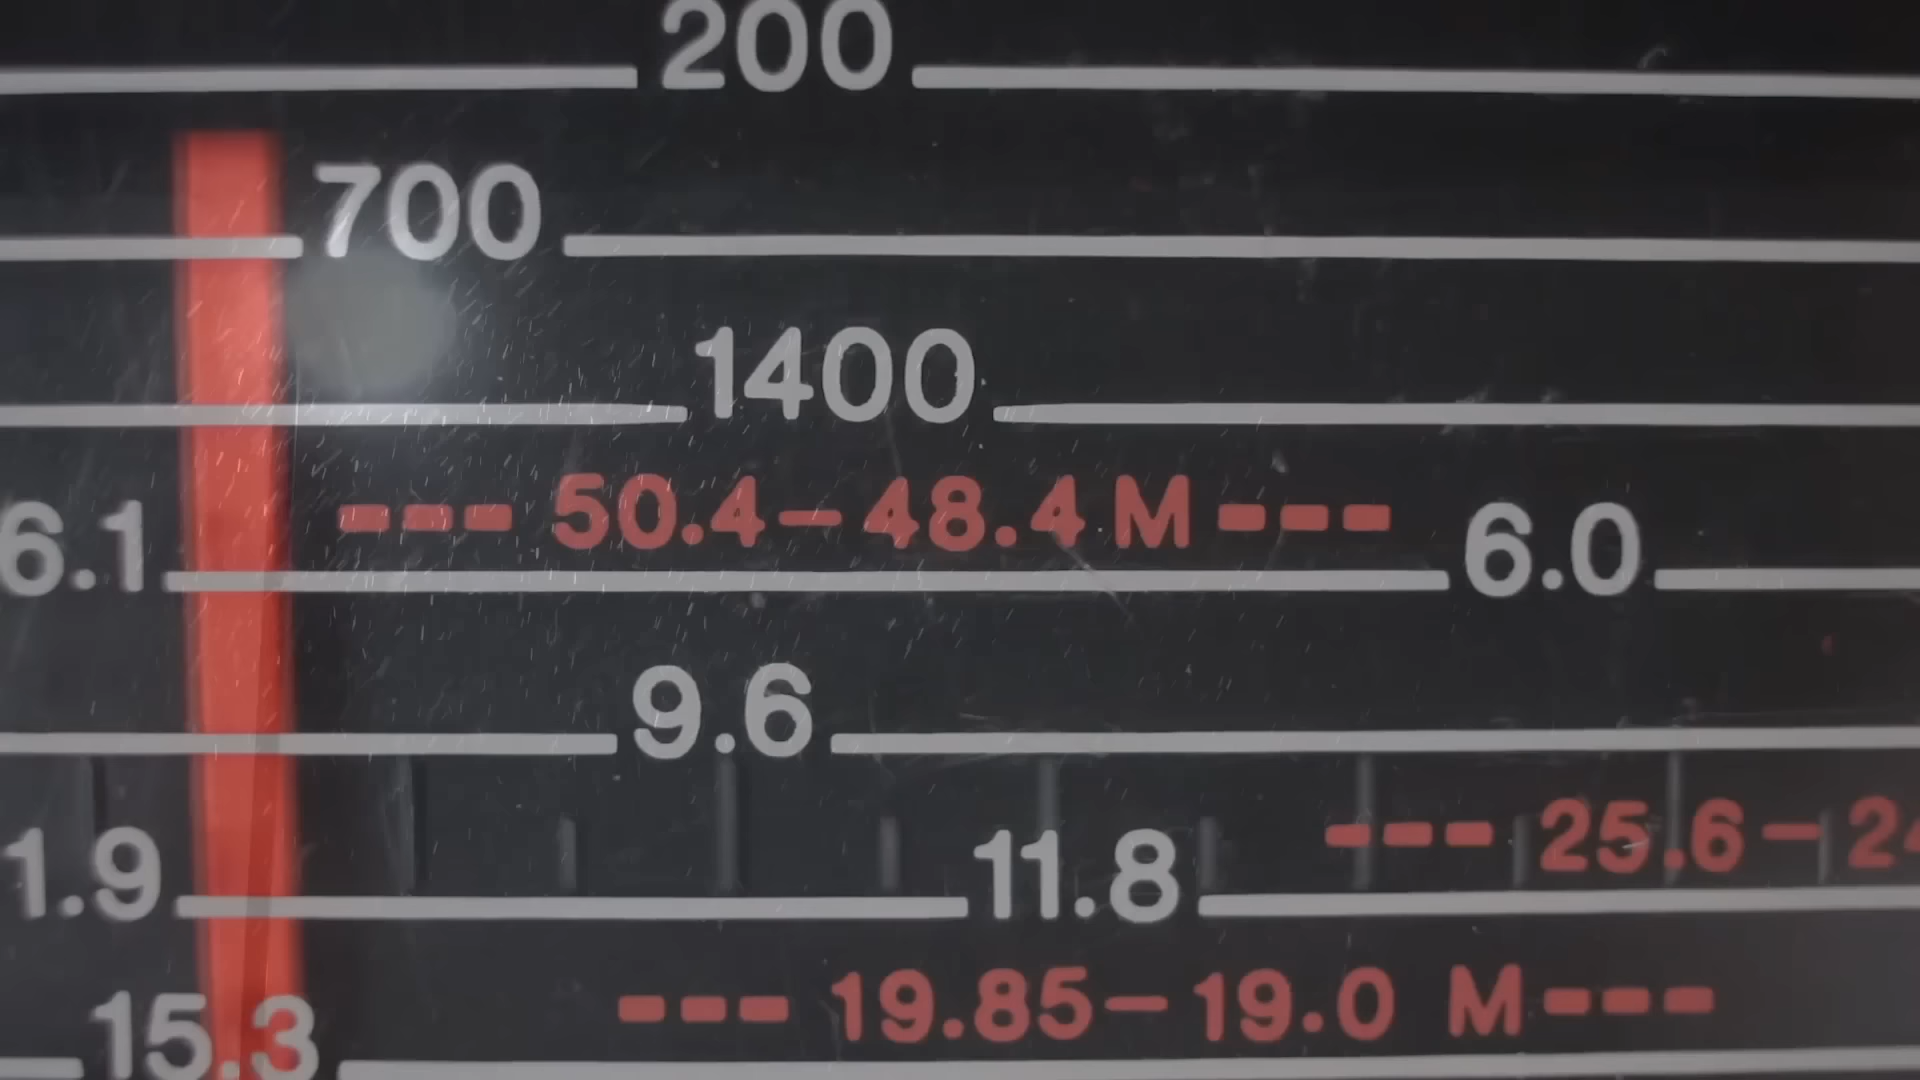 200
700
1400
6.1 --- 50.4–48.4 M --- 6.0
9.6
1.9 11.8 --- 25.6–24
15.3 --- 19.85–19.0 M---